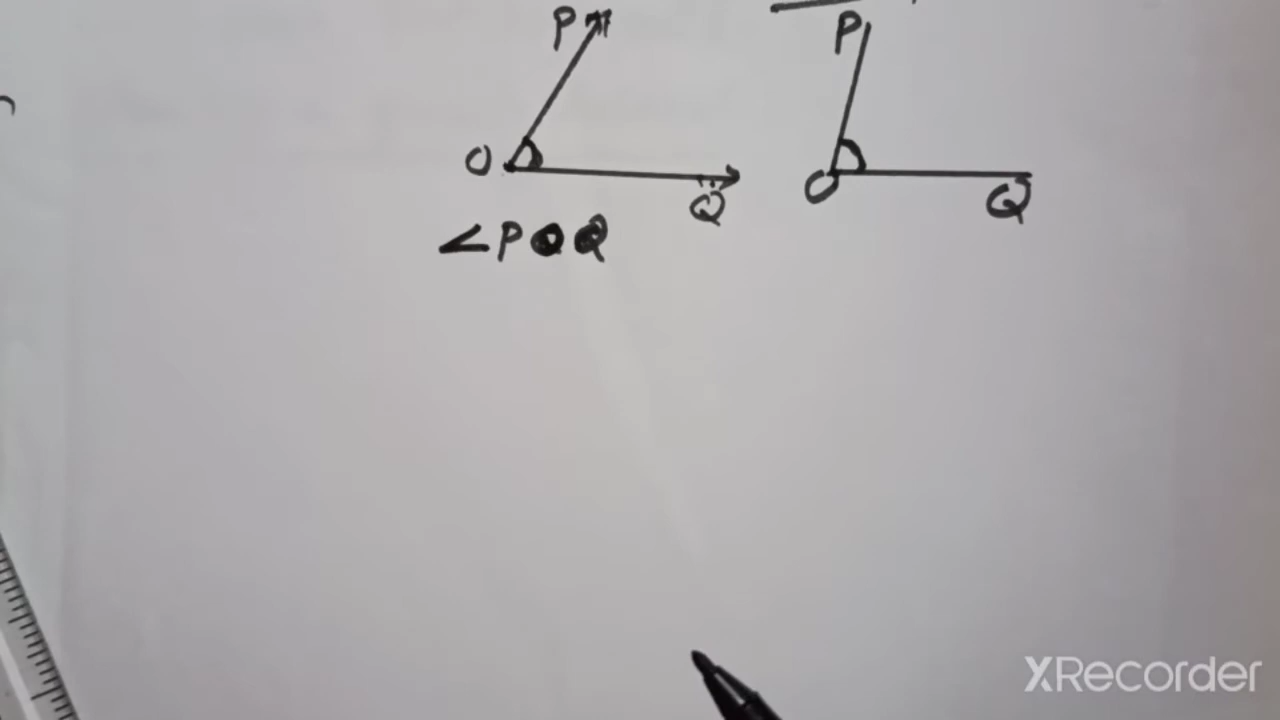 P P
O O
Q Q
∠POQ
XRecorder